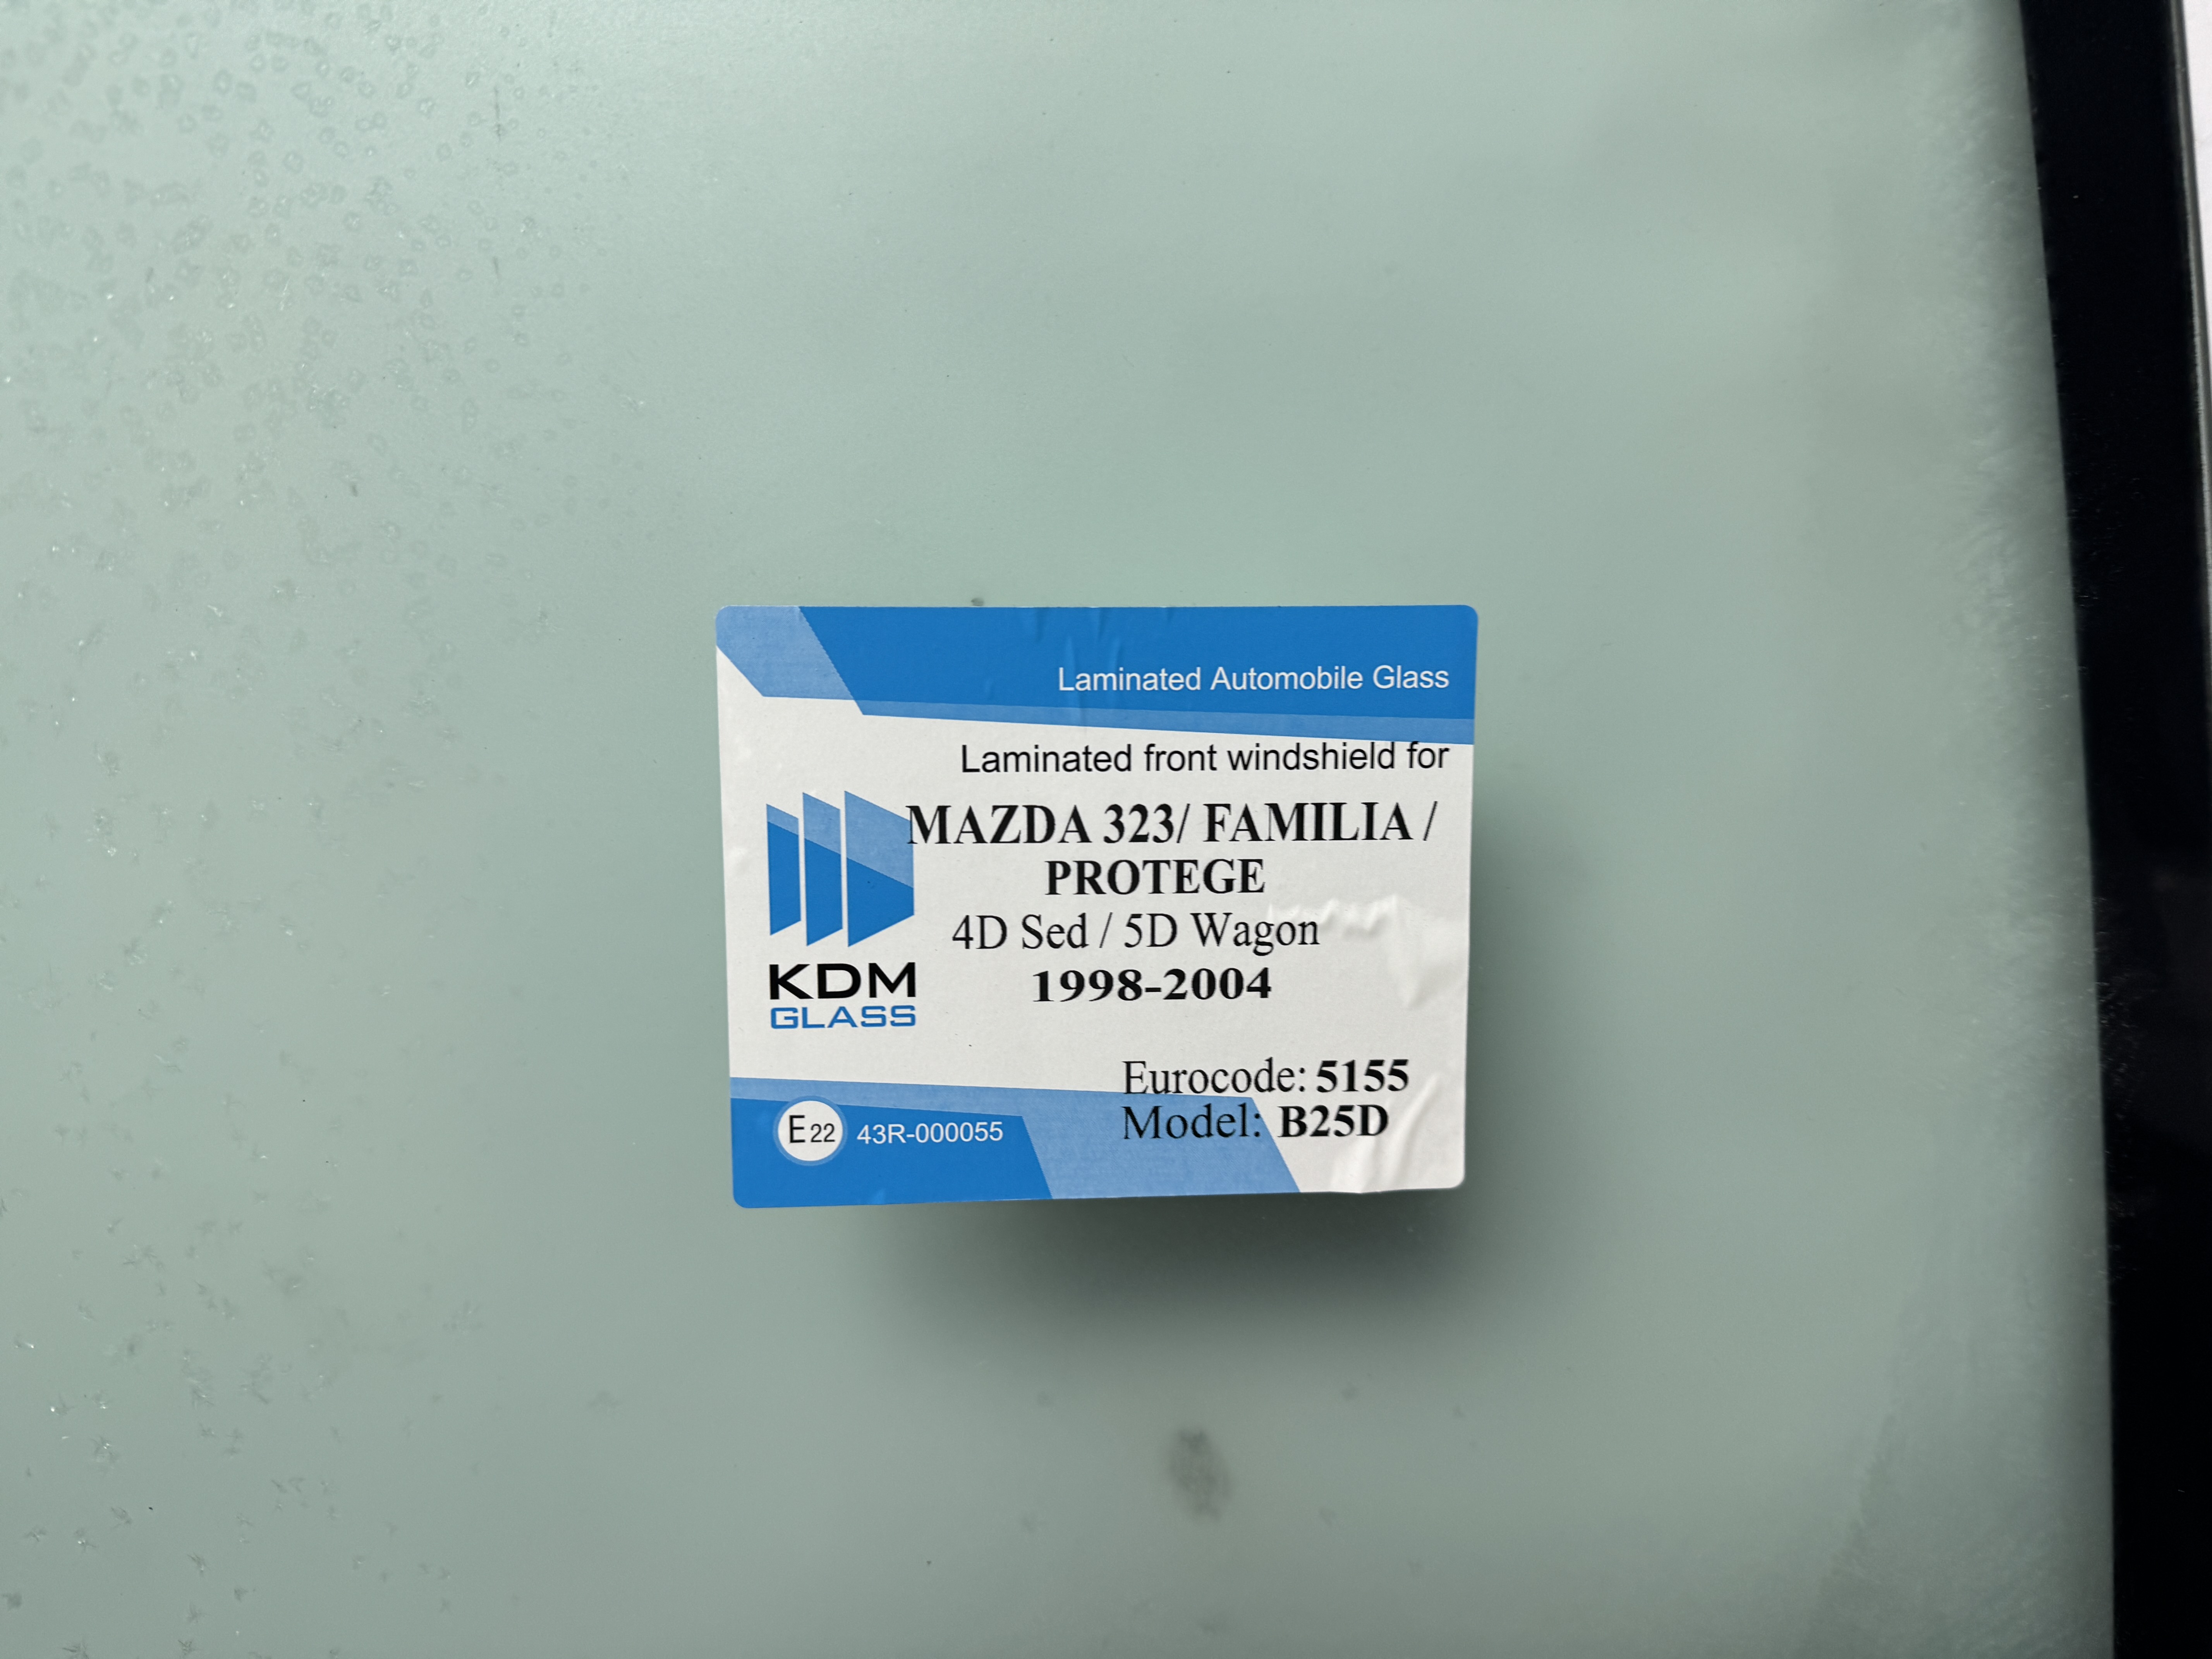 Laminated Automobile Glass
Laminated front windshield for
MAZDA 323/ FAMILIA /
PROTEGE
4D Sed / 5D Wagon
1998-2004
KDM
GLASS
Eurocode: 5155
Model: B25D
E22 43R-000055